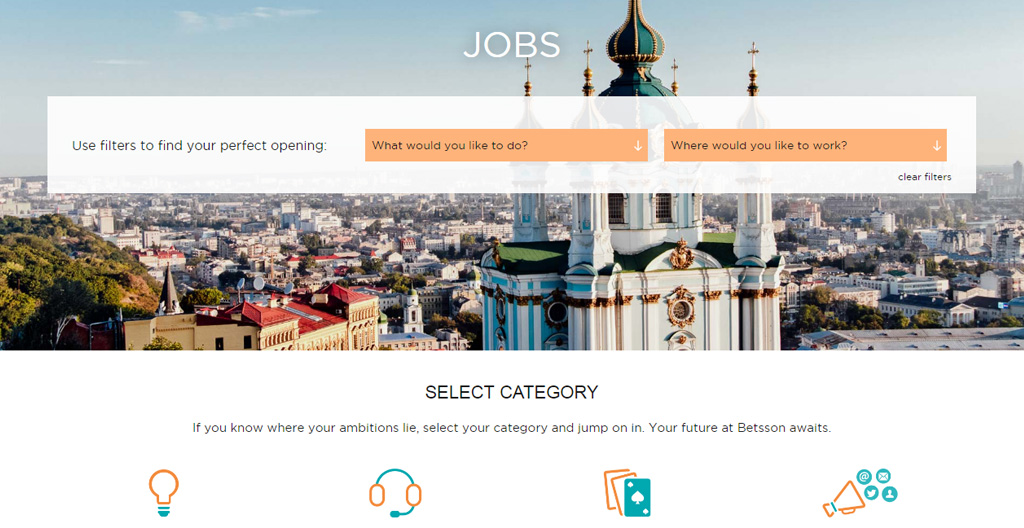 JOBS
Use filters to find your perfect opening:
What would you like to do?
Where would you like to work?
clear filters
SELECT CATEGORY
If you know where your ambitions lie, select your category and jump on in. Your future at Betsson awaits.